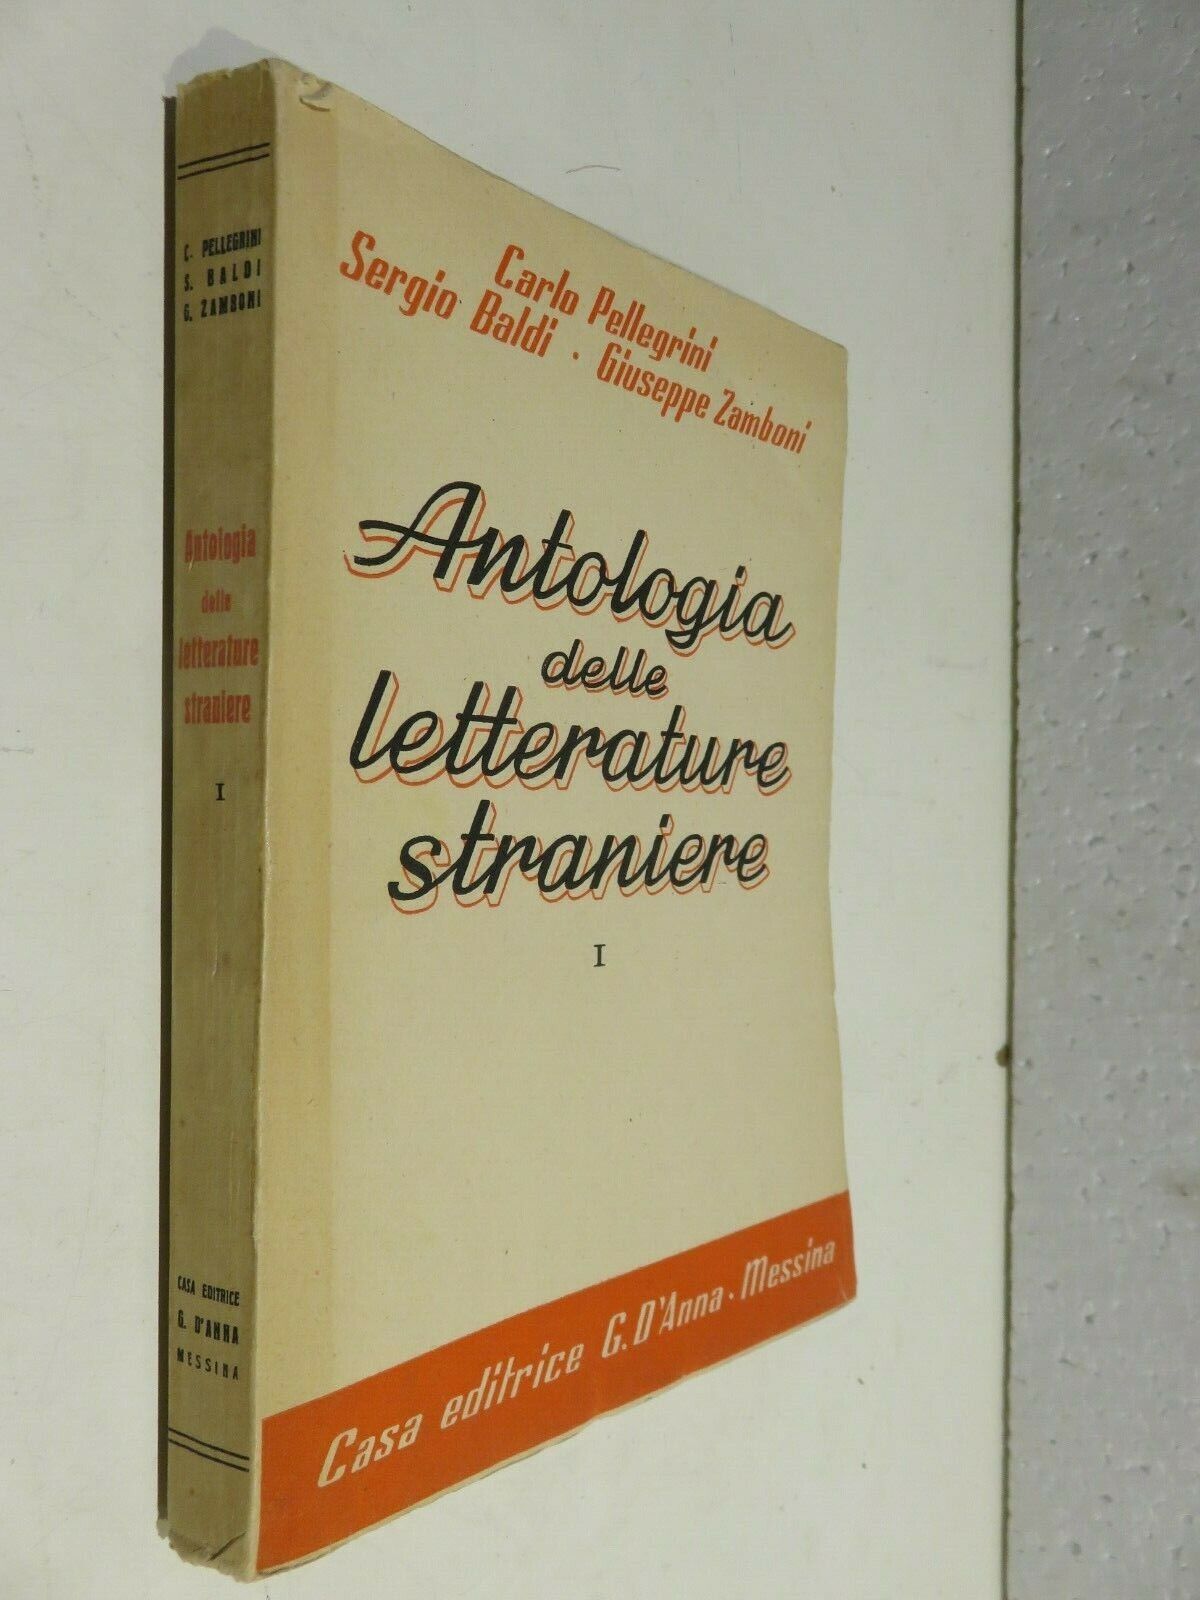 C. PELLEGRINI
S. BALDI
G. ZAMBONI
Antologia
delle
letterature
straniere
I
CASA EDITRICE
G. D'ANNA
MESSINA
Carlo Pellegrini
Sergio Baldi . Giuseppe Zamboni
Antologia
delle
letterature
straniere
I
Casa editrice G. D'Anna . Messina